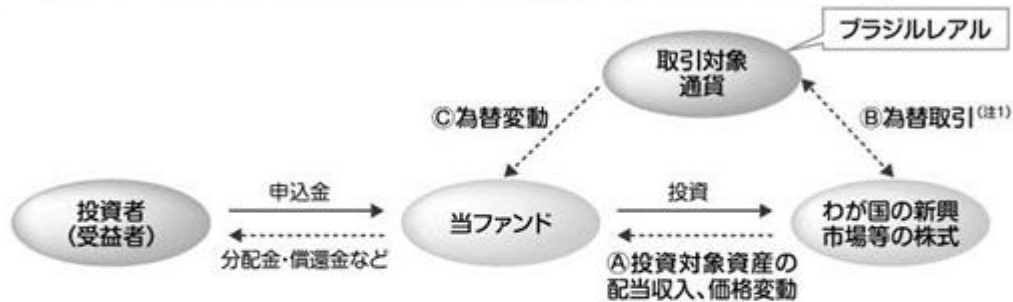 ブラジルレアル
取引対象
通貨
Ⓒ為替変動
Ⓑ為替取引(注1)
投資者
(受益者)
申込金
分配金・償還金など
当ファンド
投資
Ⓐ投資対象資産の
配当収入、価格変動
わが国の新興
市場等の株式